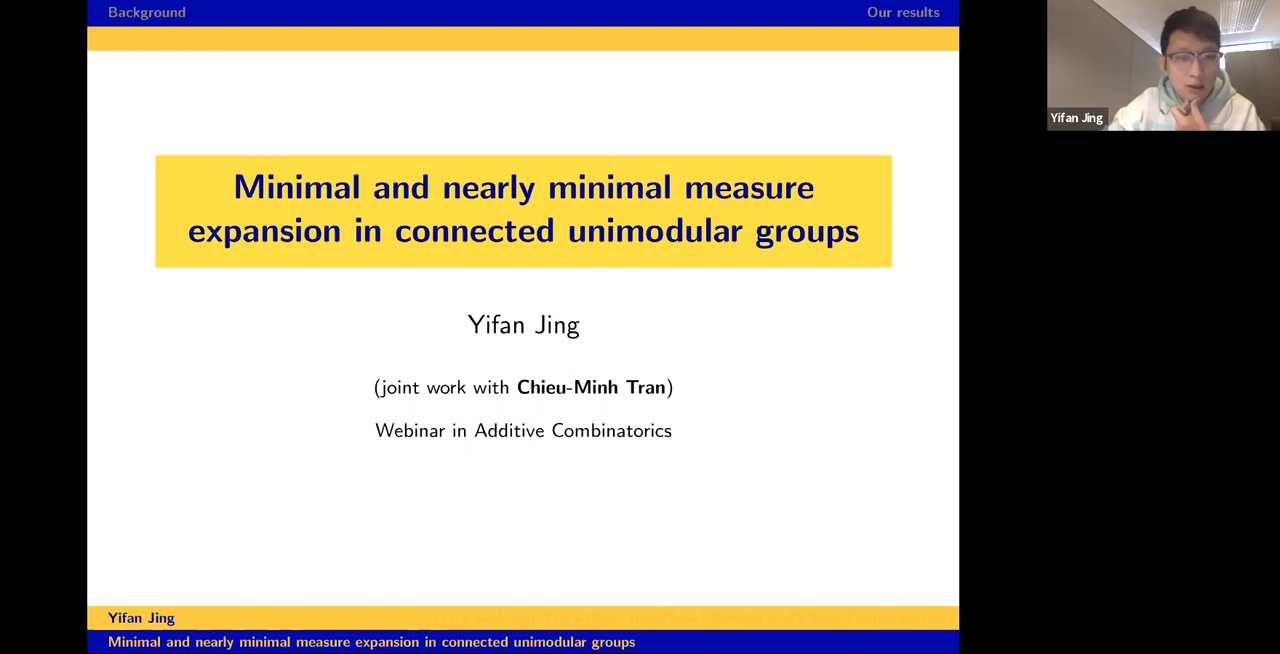 Background
Our results
Minimal and nearly minimal measure
expansion in connected unimodular groups
Yifan Jing
(joint work with Chieu-Minh Tran)
Webinar in Additive Combinatorics
Yifan Jing
Minimal and nearly minimal measure expansion in connected unimodular groups
Yifan Jing